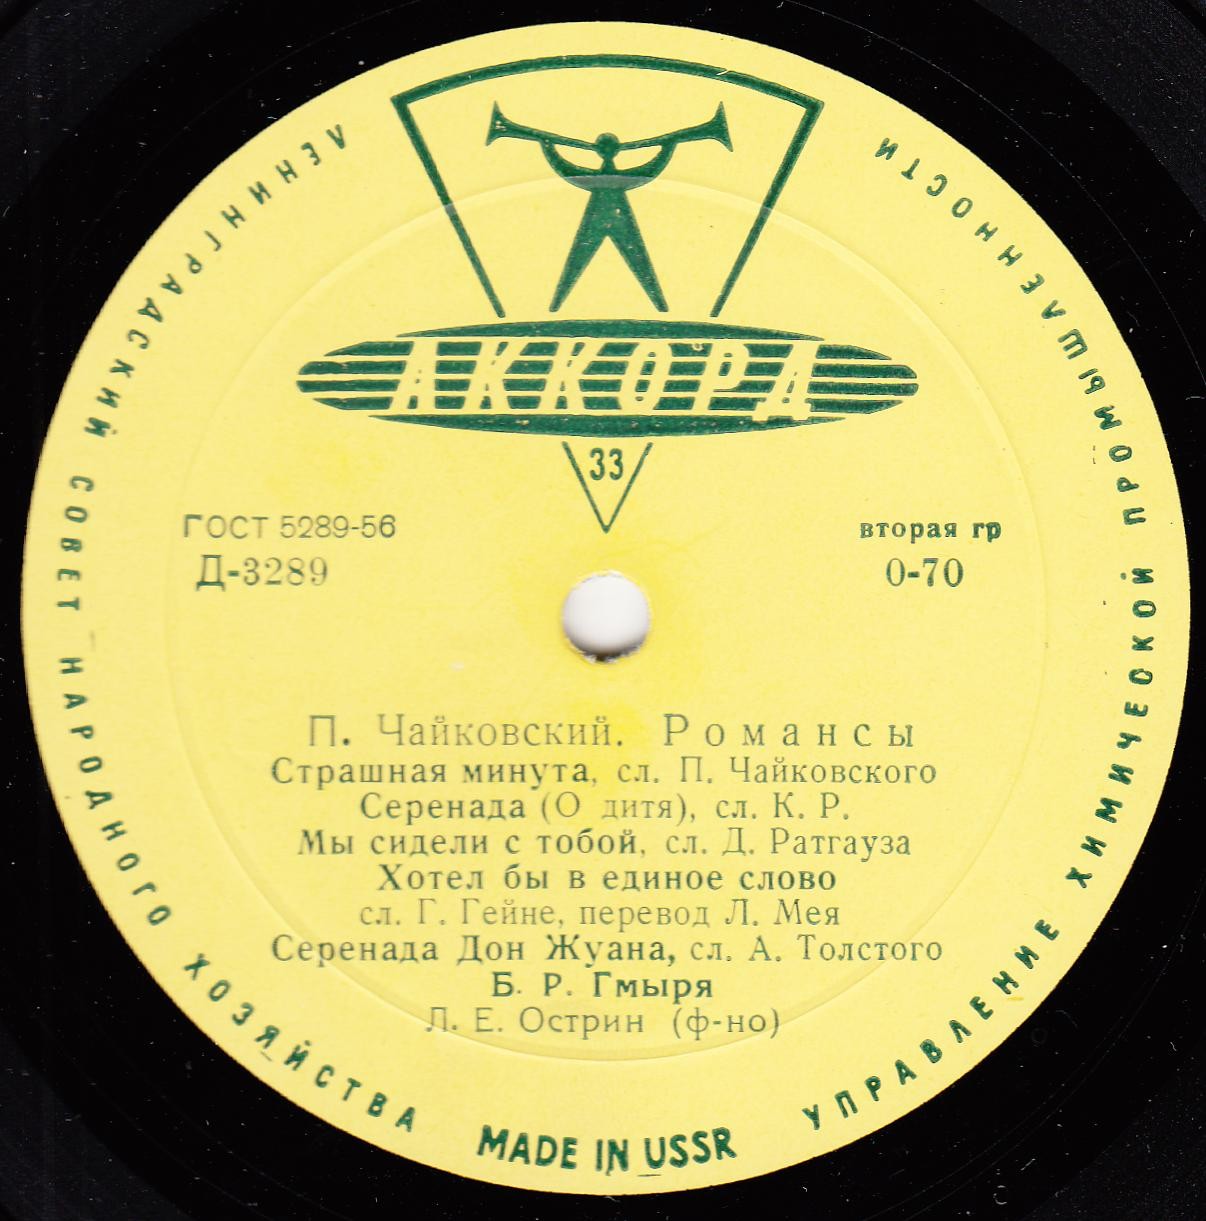 ЛЕНИНГРАДСКИЙ СОВЕТ НАРОДНОГО ХОЗЯЙСТВА
УПРАВЛЕНИЕ ХИМИЧЕСКОЙ ПРОМЫШЛЕННОСТИ
АККОРД
33
ГОСТ 5289-56
вторая гр
Д-3289
0-70
П. Чайковский. Романсы
Страшная минута, сл. П. Чайковского
Серенада (О дитя), сл. К. Р.
Мы сидели с тобой, сл. Д. Ратгауза
Хотел бы в единое слово
сл. Г. Гейне, перевод Л. Мея
Серенада Дон Жуана, сл. А. Толстого
Б. Р. Гмыря
Л. Е. Острин (ф-но)
MADE IN USSR